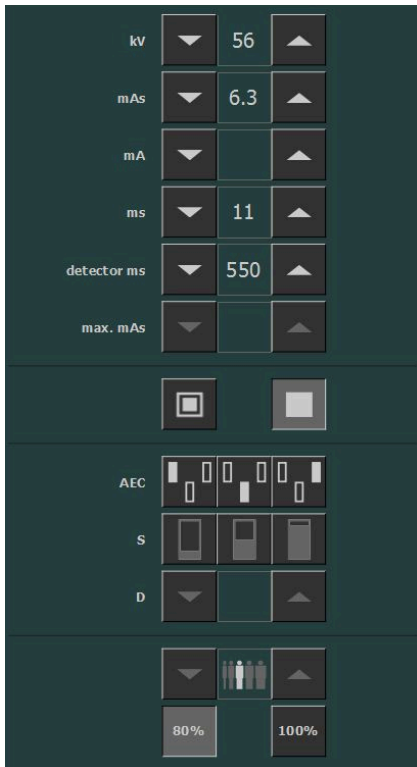 kV 56
mAs 6.3
mA
ms 11
detector ms 550
max. mAs
AEC
S
D
80% 100%